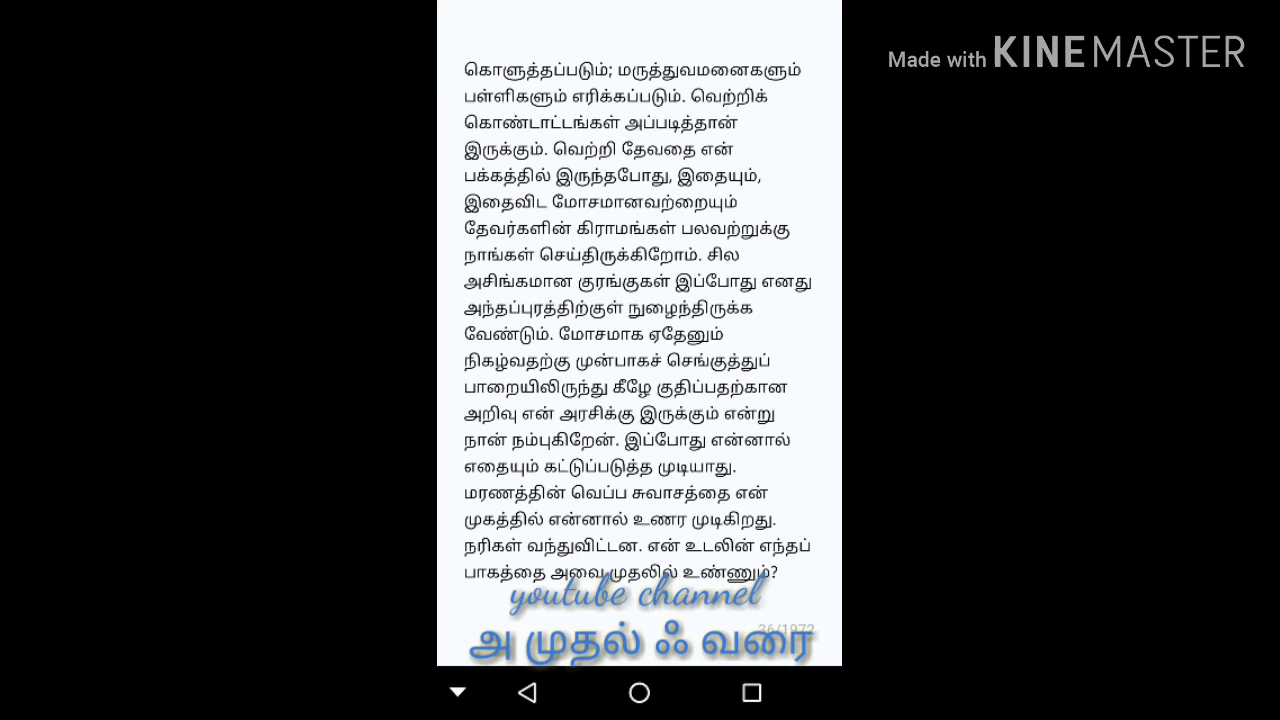 Made with KINEMASTER
கொளுத்தப்படும்; மருத்துவமனைகளும்
பள்ளிகளும் எரிக்கப்படும். வெற்றிக்
கொண்டாட்டங்கள் அப்படித்தான்
இருக்கும். வெற்றி தேவதை என்
பக்கத்தில் இருந்தபோது, இதையும்,
இதைவிட மோசமானவற்றையும்
தேவர்களின் கிராமங்கள் பலவற்றுக்கு
நாங்கள் செய்திருக்கிறோம். சில
அசிங்கமான குரங்குகள் இப்போது எனது
அந்தப்புரத்திற்குள் நுழைந்திருக்க
வேண்டும். மோசமாக ஏதேனும்
நிகழ்வதற்கு முன்பாகச் செங்குத்துப்
பாறையிலிருந்து கீழே குதிப்பதற்கான
அறிவு என் அரசிக்கு இருக்கும் என்று
நான் நம்புகிறேன். இப்போது என்னால்
எதையும் கட்டுப்படுத்த முடியாது.
மரணத்தின் வெப்ப சுவாசத்தை என்
முகத்தில் என்னால் உணர முடிகிறது.
நரிகள் வந்துவிட்டன. என் உடலின் எந்தப்
பாகத்தை அவை முதலில் உண்ணும்?
youtube channel
36/1972
அ முதல் ஃ வரை